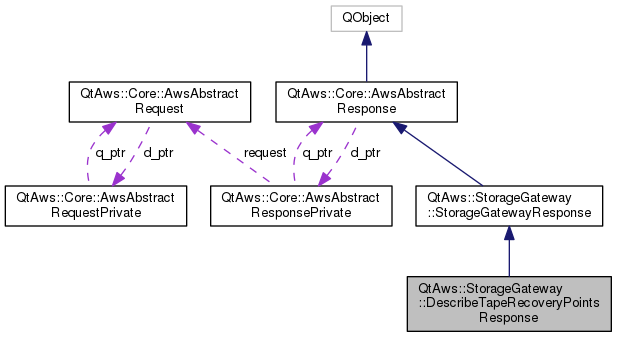 QObject
QtAws::Core::AwsAbstract
Request
QtAws::Core::AwsAbstract
Response
q_ptr
d_ptr
request
q_ptr
d_ptr
QtAws::Core::AwsAbstract
RequestPrivate
QtAws::Core::AwsAbstract
ResponsePrivate
QtAws::StorageGateway
::StorageGatewayResponse
QtAws::StorageGateway
::DescribeTapeRecoveryPoints
Response